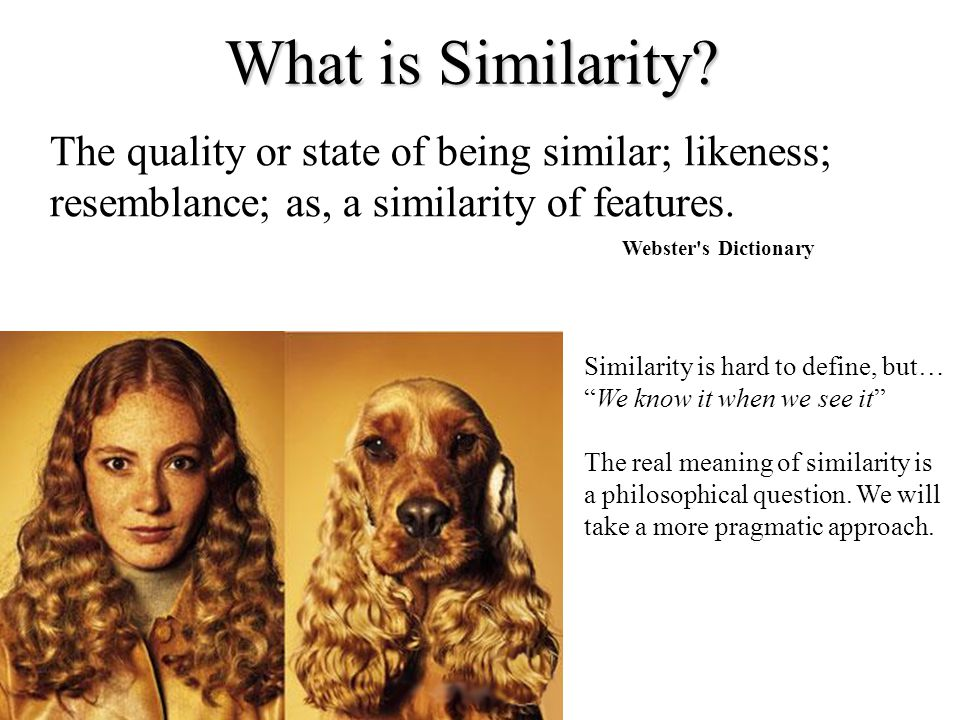 What is Similarity?
The quality or state of being similar; likeness;
resemblance; as, a similarity of features.
Webster's Dictionary
Similarity is hard to define, but…
“We know it when we see it”
The real meaning of similarity is
a philosophical question. We will
take a more pragmatic approach.